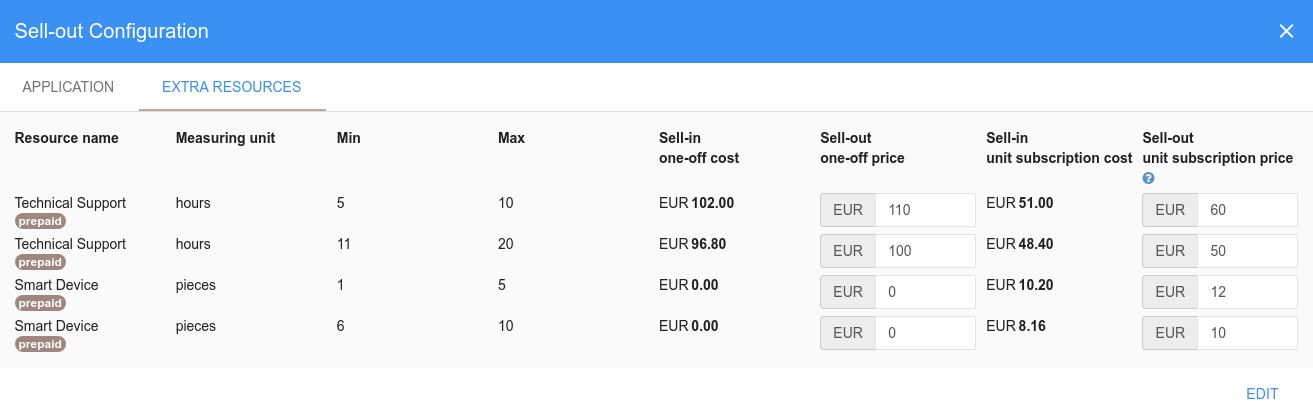 Sell-out Configuration
APPLICATION EXTRA RESOURCES
Resource name Measuring unit Min Max Sell-in one-off cost Sell-out one-off price Sell-in unit subscription cost Sell-out unit subscription price ?
Technical Support prepaid hours 5 10 EUR 102.00 EUR 110 EUR 51.00 EUR 60
Technical Support prepaid hours 11 20 EUR 96.80 EUR 100 EUR 48.40 EUR 50
Smart Device prepaid pieces 1 5 EUR 0.00 EUR 0 EUR 10.20 EUR 12
Smart Device prepaid pieces 6 10 EUR 0.00 EUR 0 EUR 8.16 EUR 10
EDIT